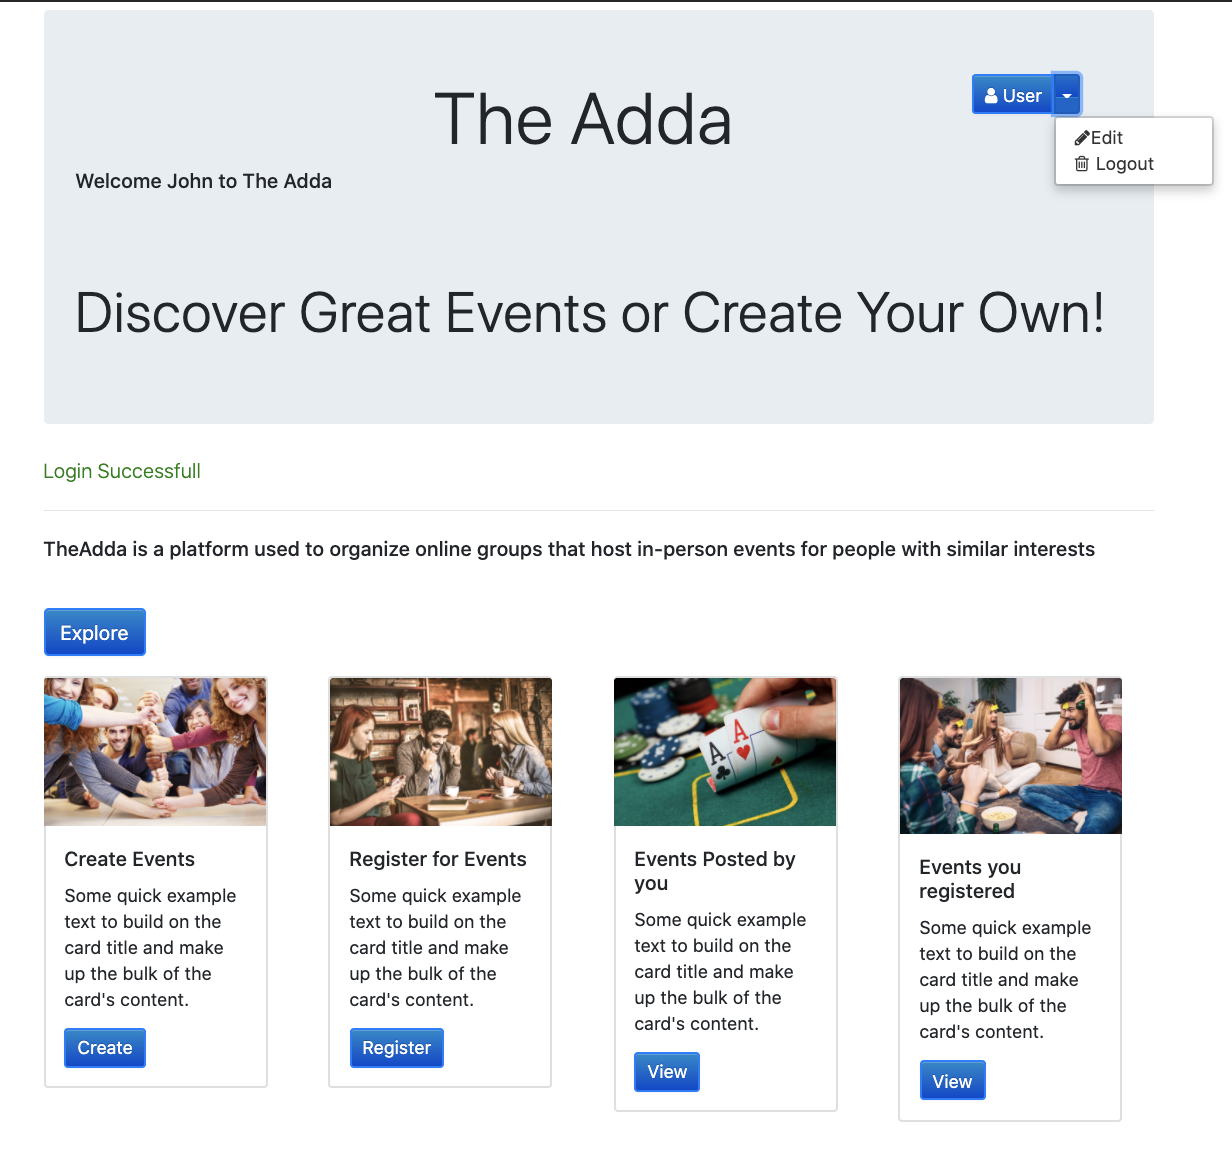 The Adda
User
Edit
Logout
Welcome John to The Adda
Discover Great Events or Create Your Own!
Login Successfull
TheAdda is a platform used to organize online groups that host in-person events for people with similar interests
Explore
Create Events
Some quick example
text to build on the
card title and make
up the bulk of the
card's content.
Create
Register for Events
Some quick example
text to build on the
card title and make
up the bulk of the
card's content.
Register
A
A
Events Posted by
you
Some quick example
text to build on the
card title and make
up the bulk of the
card's content.
View
Events you
registered
Some quick example
text to build on the
card title and make
up the bulk of the
card's content.
View